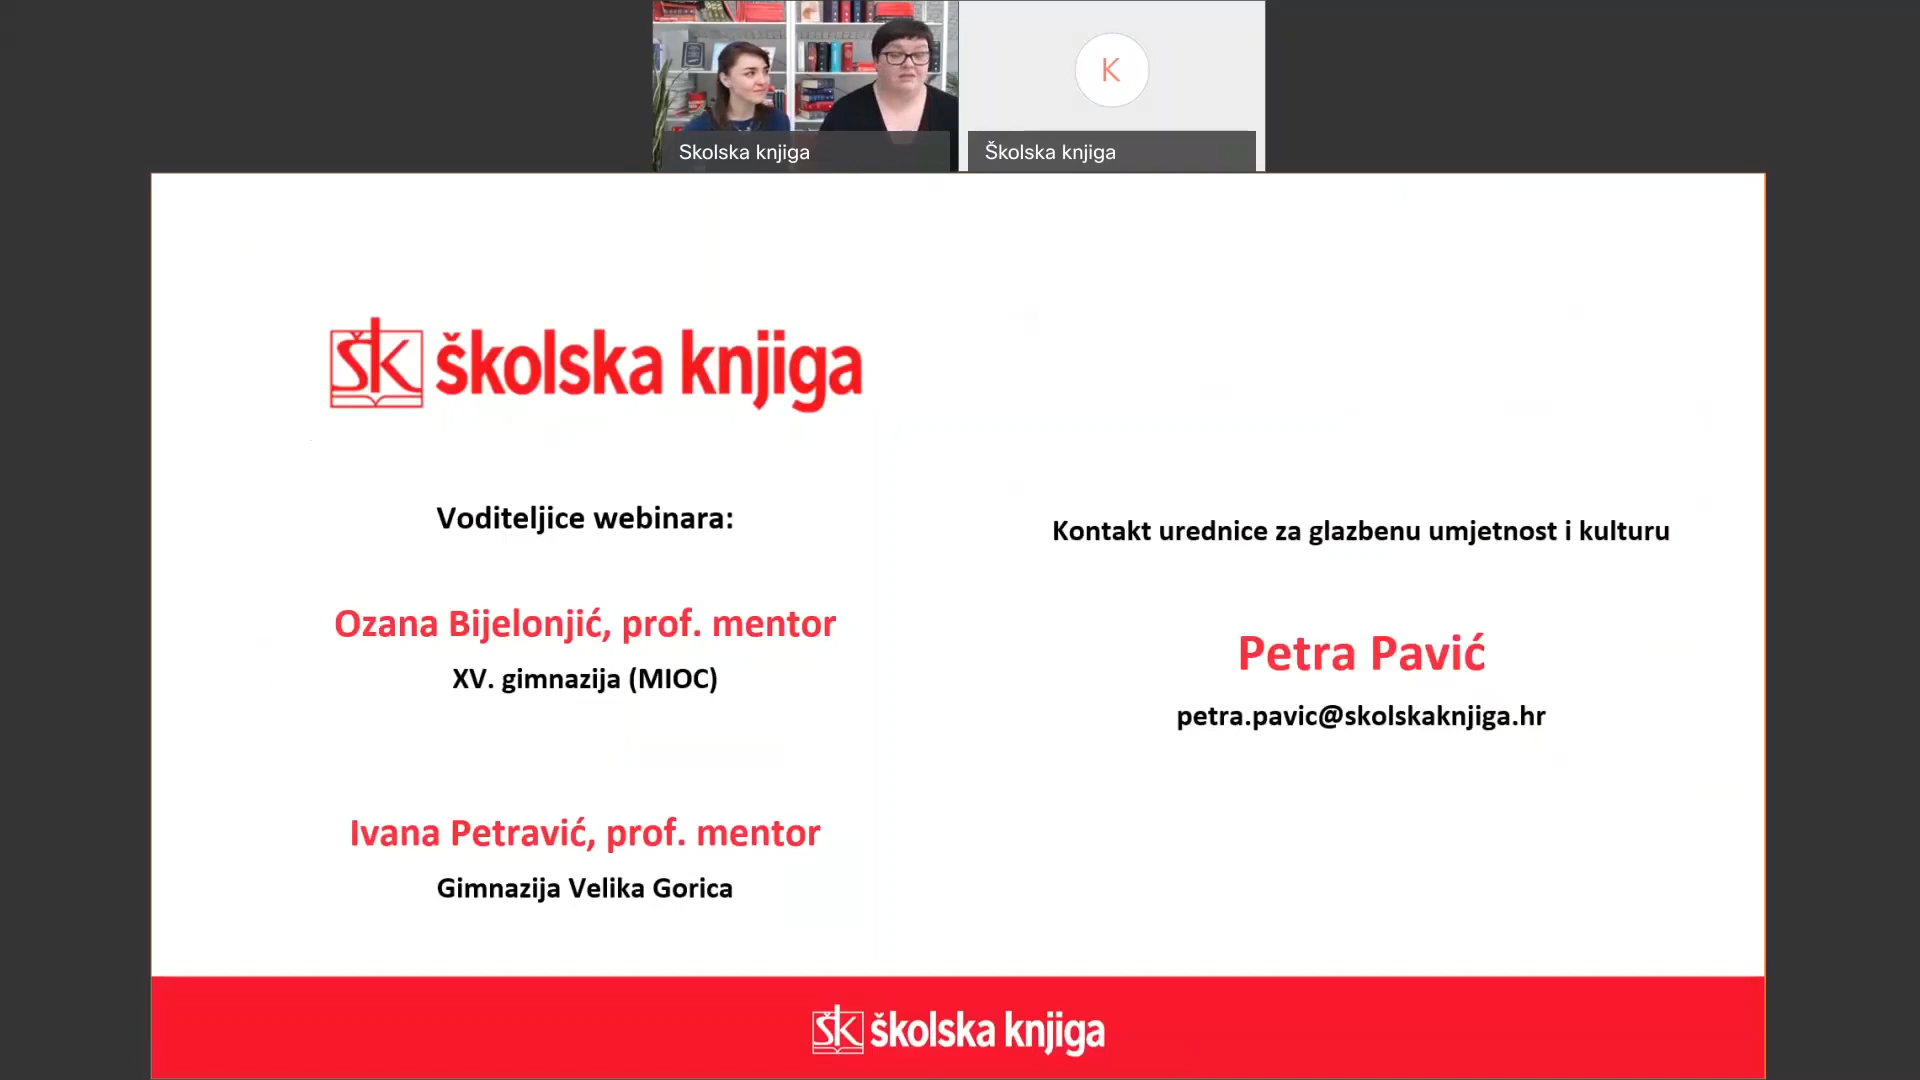 Skolska knjiga
K
Školska knjiga
ŠK školska knjiga
Voditeljice webinara:
Ozana Bijelonjić, prof. mentor
XV. gimnazija (MIOC)
Ivana Petravić, prof. mentor
Gimnazija Velika Gorica
Kontakt urednice za glazbenu umjetnost i kulturu
Petra Pavić
petra.pavic@skolskaknjiga.hr
ŠK školska knjiga